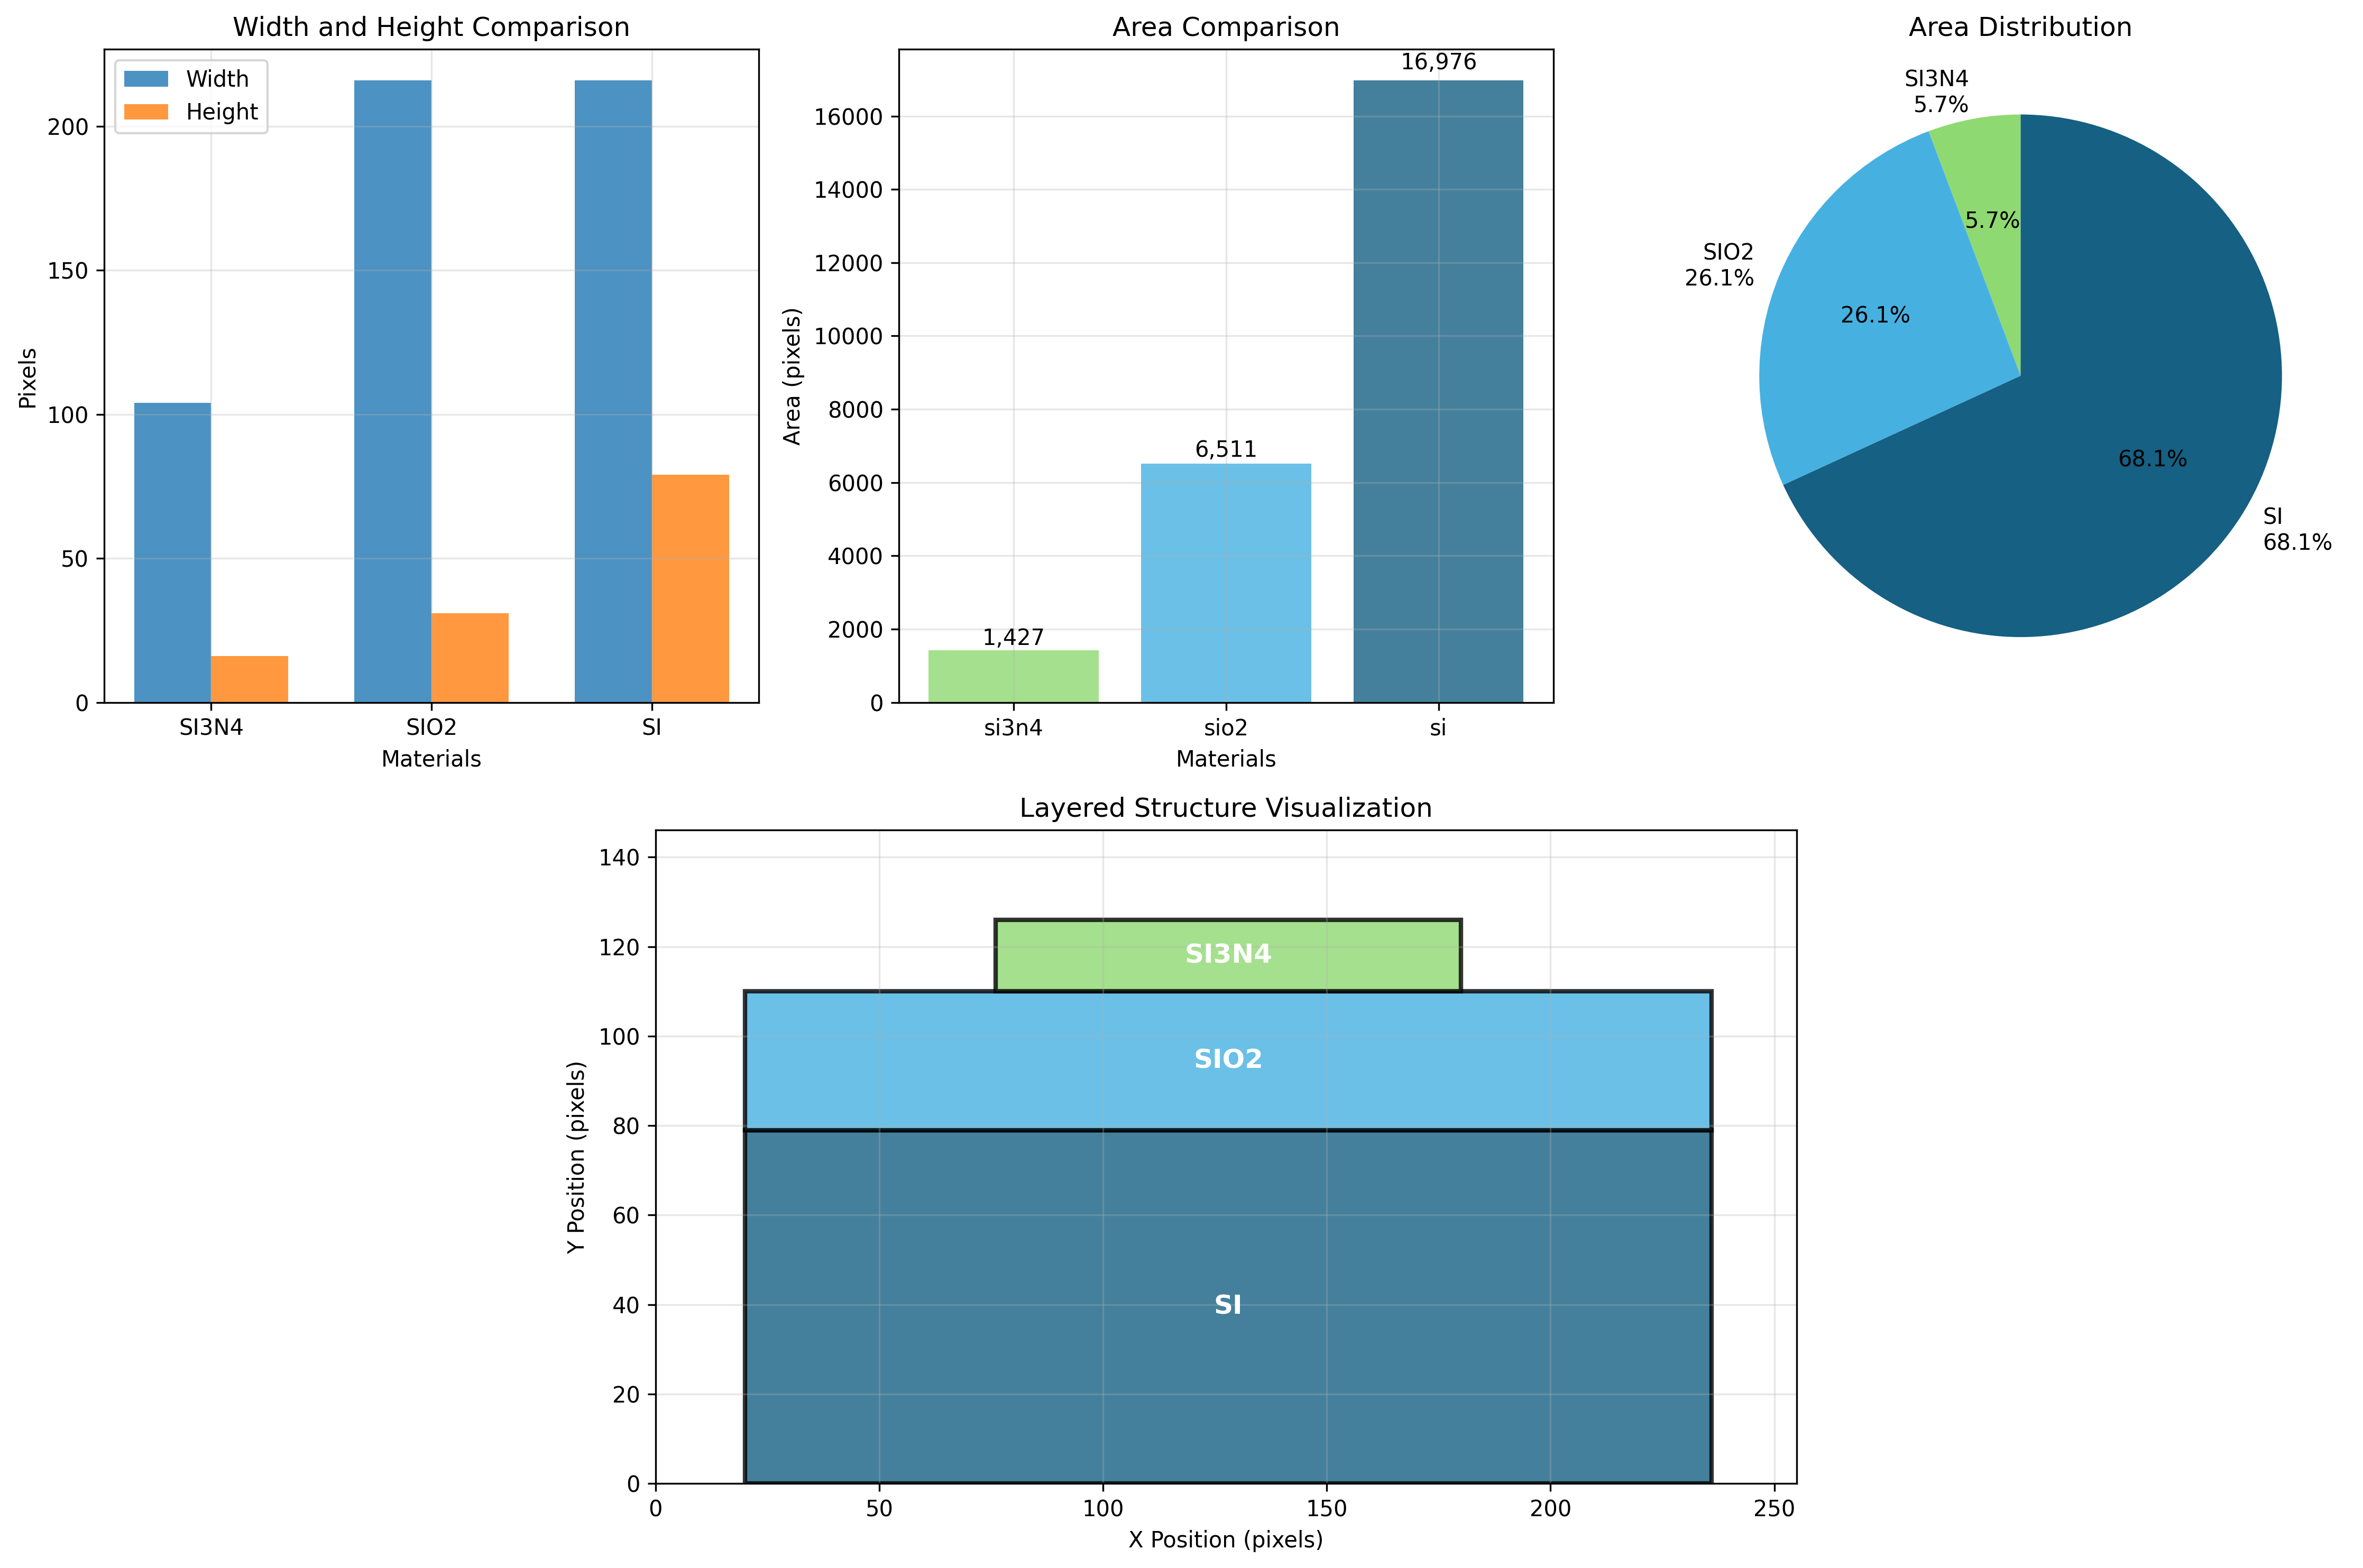 Width and Height Comparison
Width
Height
200
150
100
50
0
Pixels
SI3N4
SIO2
SI
Materials
Area Comparison
16000
14000
12000
10000
8000
6000
4000
2000
0
Area (pixels)
1,427
6,511
16,976
si3n4
sio2
si
Materials
Area Distribution
SI3N4
5.7%
5.7%
SIO2
26.1%
26.1%
68.1%
SI
68.1%
Layered Structure Visualization
140
120
100
80
60
40
20
0
Y Position (pixels)
SI3N4
SIO2
SI
0
50
100
150
200
250
X Position (pixels)